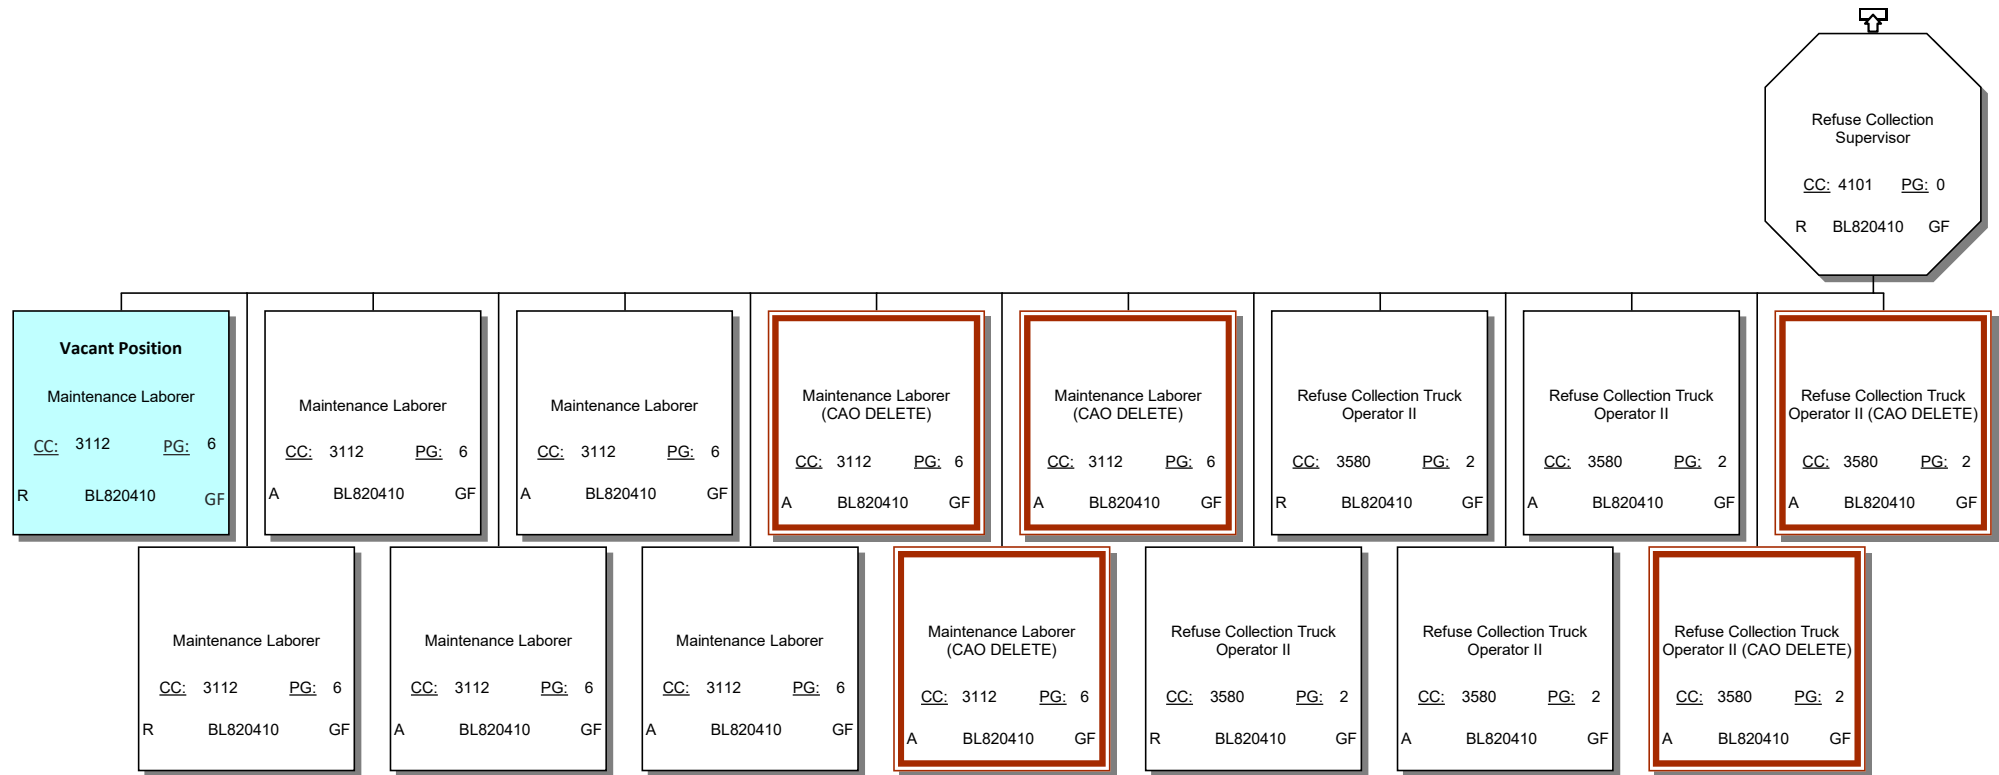 Refuse Collection
Supervisor
CC: 4101 PG: 0
R BL820410 GF
Vacant Position
Maintenance Laborer
CC: 3112 PG: 6
R BL820410 GF
Maintenance Laborer
CC: 3112 PG: 6
A BL820410 GF
Maintenance Laborer
CC: 3112 PG: 6
A BL820410 GF
Maintenance Laborer
(CAO DELETE)
CC: 3112 PG: 6
A BL820410 GF
Maintenance Laborer
(CAO DELETE)
CC: 3112 PG: 6
A BL820410 GF
Refuse Collection Truck
Operator II
CC: 3580 PG: 2
R BL820410 GF
Refuse Collection Truck
Operator II
CC: 3580 PG: 2
A BL820410 GF
Refuse Collection Truck
Operator II (CAO DELETE)
CC: 3580 PG: 2
A BL820410 GF
Maintenance Laborer
CC: 3112 PG: 6
R BL820410 GF
Maintenance Laborer
CC: 3112 PG: 6
A BL820410 GF
Maintenance Laborer
CC: 3112 PG: 6
A BL820410 GF
Maintenance Laborer
(CAO DELETE)
CC: 3112 PG: 6
A BL820410 GF
Refuse Collection Truck
Operator II
CC: 3580 PG: 2
R BL820410 GF
Refuse Collection Truck
Operator II
CC: 3580 PG: 2
A BL820410 GF
Refuse Collection Truck
Operator II (CAO DELETE)
CC: 3580 PG: 2
A BL820410 GF